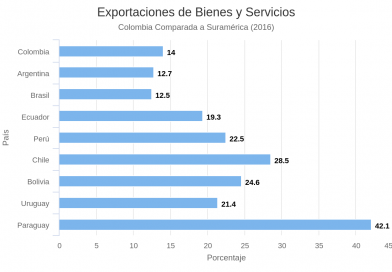 Exportaciones de Bienes y Servicios
Colombia Comparada a Suramérica (2016)
País
Colombia 14
Argentina 12.7
Brasil 12.5
Ecuador 19.3
Perú 22.5
Chile 28.5
Bolivia 24.6
Uruguay 21.4
Paraguay 42.1
0 5 10 15 20 25 30 35 40 45
Porcentaje